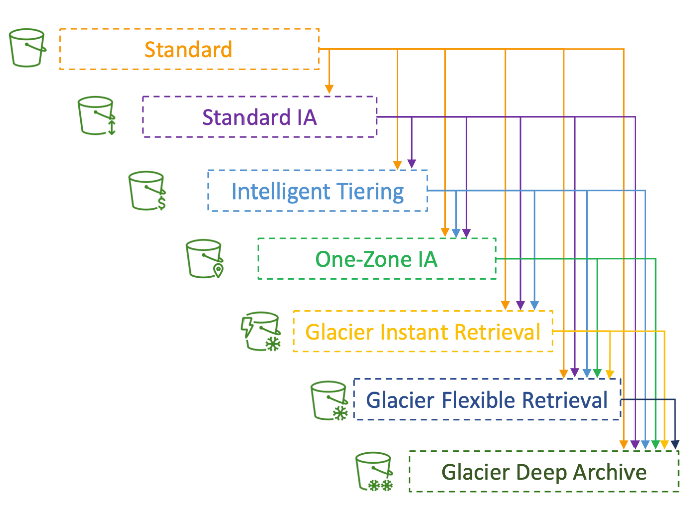 Standard
Standard IA
Intelligent Tiering
$
One-Zone IA
Glacier Instant Retrieval
Glacier Flexible Retrieval
Glacier Deep Archive